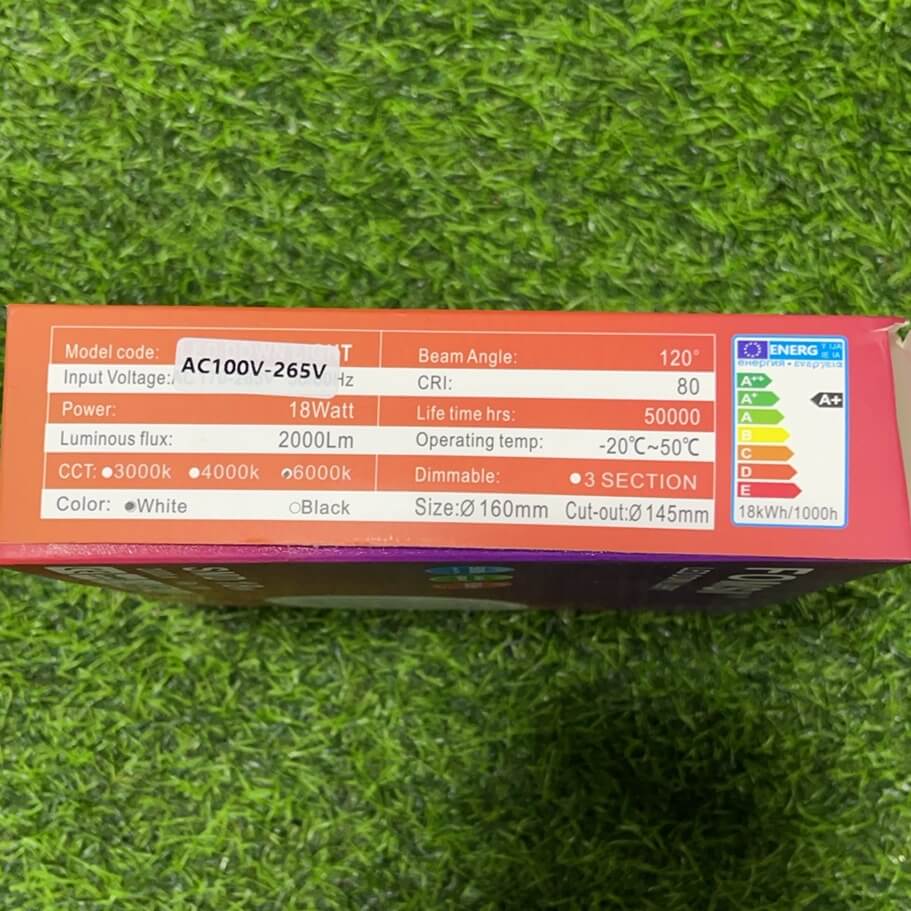 Model code:
AC100V-265V
Beam Angle: 120°
Input Voltage: Hz
CRI: 80
Power: 18Watt
Life time hrs: 50000
Luminous flux: 2000Lm
Operating temp: -20℃~50℃
CCT: ●3000k ●4000k 6000k
Dimmable: ●3 SECTION
Color: ◉White ○Black
Size:Ø160mm Cut-out:Ø145mm
ENERG
A++
A+
A+
A
B
C
D
E
18kWh/1000h